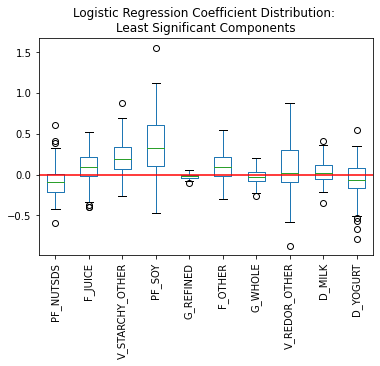 Logistic Regression Coefficient Distribution:
Least Significant Components
1.5
1.0
0.5
0.0
−0.5
PF_NUTSDS
F_JUICE
V_STARCHY_OTHER
PF_SOY
G_REFINED
F_OTHER
G_WHOLE
V_REDOR_OTHER
D_MILK
D_YOGURT